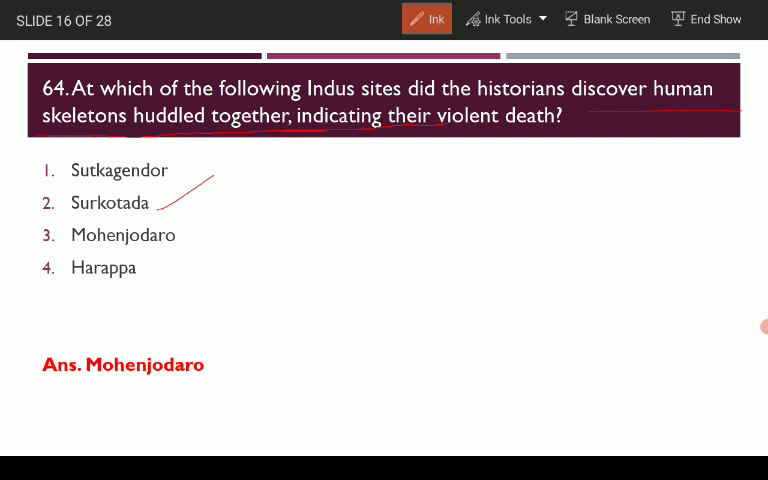 SLIDE 16 OF 28
Ink
Ink Tools
Blank Screen
End Show
64. At which of the following Indus sites did the historians discover human
skeletons huddled together, indicating their violent death?
1. Sutkagendor
2. Surkotada
3. Mohenjodaro
4. Harappa
Ans. Mohenjodaro